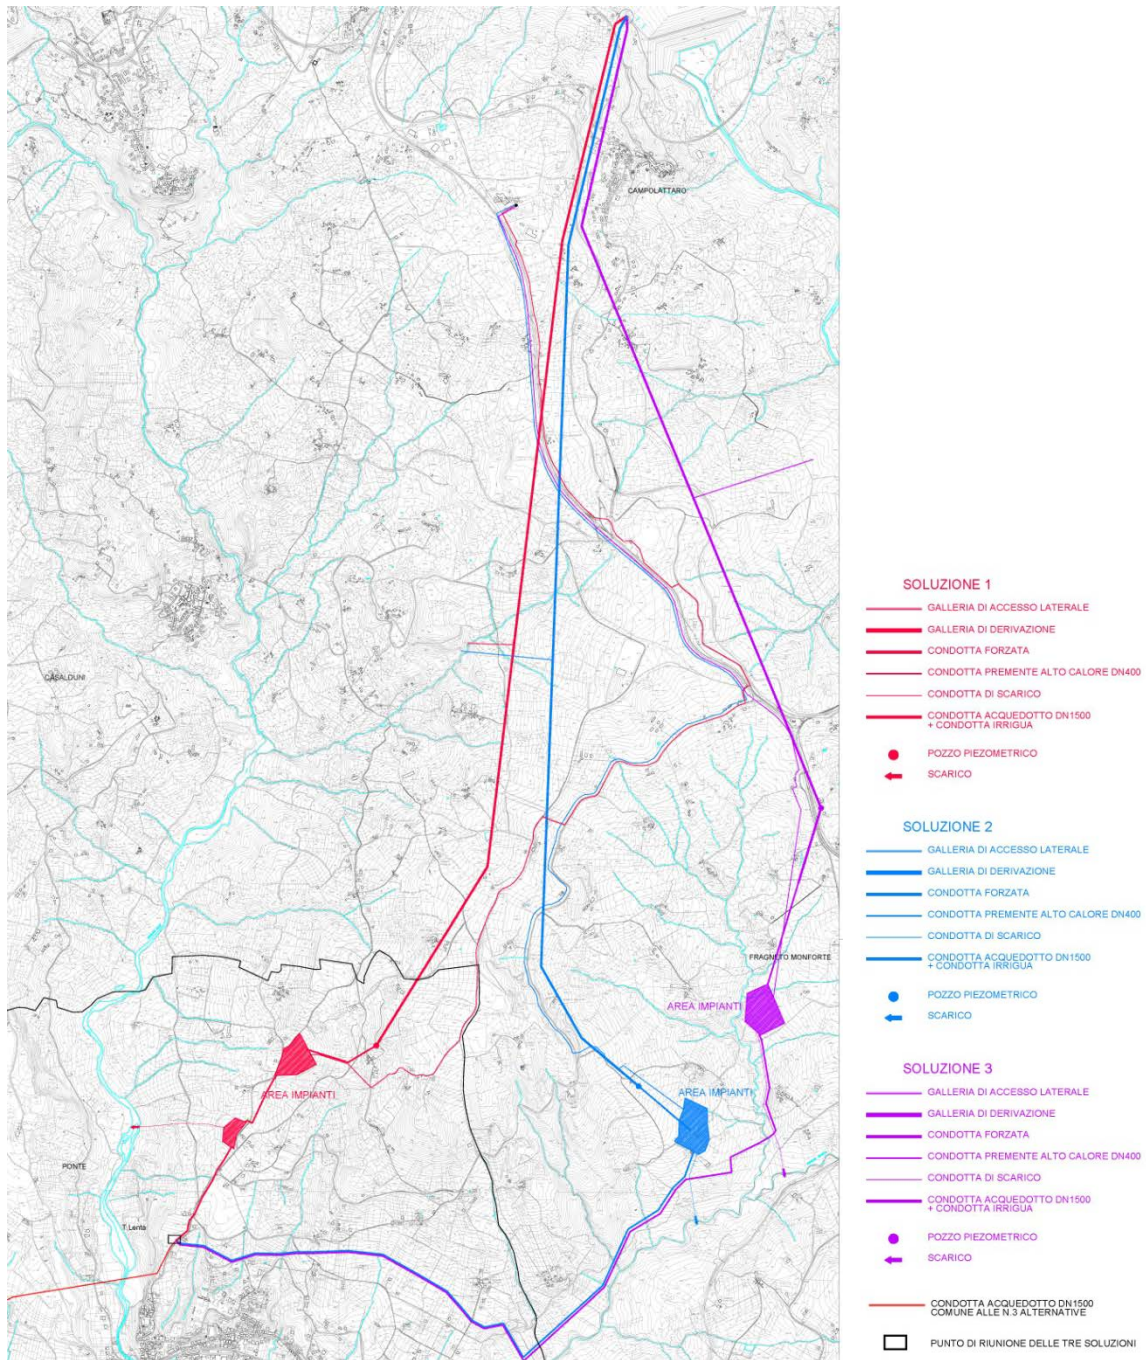 CAMPOLATTARO
CASALDUNI
FRAGNETO MONFORTE
AREA IMPIANTI
AREA IMPIANTI
AREA IMPIANTI
PONTE
T. Lenta
SOLUZIONE 1
GALLERIA DI ACCESSO LATERALE
GALLERIA DI DERIVAZIONE
CONDOTTA FORZATA
CONDOTTA PREMENTE ALTO CALORE DN400
CONDOTTA DI SCARICO
CONDOTTA ACQUEDOTTO DN1500
+ CONDOTTA IRRIGUA
POZZO PIEZOMETRICO
SCARICO
SOLUZIONE 2
GALLERIA DI ACCESSO LATERALE
GALLERIA DI DERIVAZIONE
CONDOTTA FORZATA
CONDOTTA PREMENTE ALTO CALORE DN400
CONDOTTA DI SCARICO
CONDOTTA ACQUEDOTTO DN1500
+ CONDOTTA IRRIGUA
POZZO PIEZOMETRICO
SCARICO
SOLUZIONE 3
GALLERIA DI ACCESSO LATERALE
GALLERIA DI DERIVAZIONE
CONDOTTA FORZATA
CONDOTTA PREMENTE ALTO CALORE DN400
CONDOTTA DI SCARICO
CONDOTTA ACQUEDOTTO DN1500
+ CONDOTTA IRRIGUA
POZZO PIEZOMETRICO
SCARICO
CONDOTTA ACQUEDOTTO DN1500
COMUNE ALLE N.3 ALTERNATIVE
PUNTO DI RIUNIONE DELLE TRE SOLUZIONI